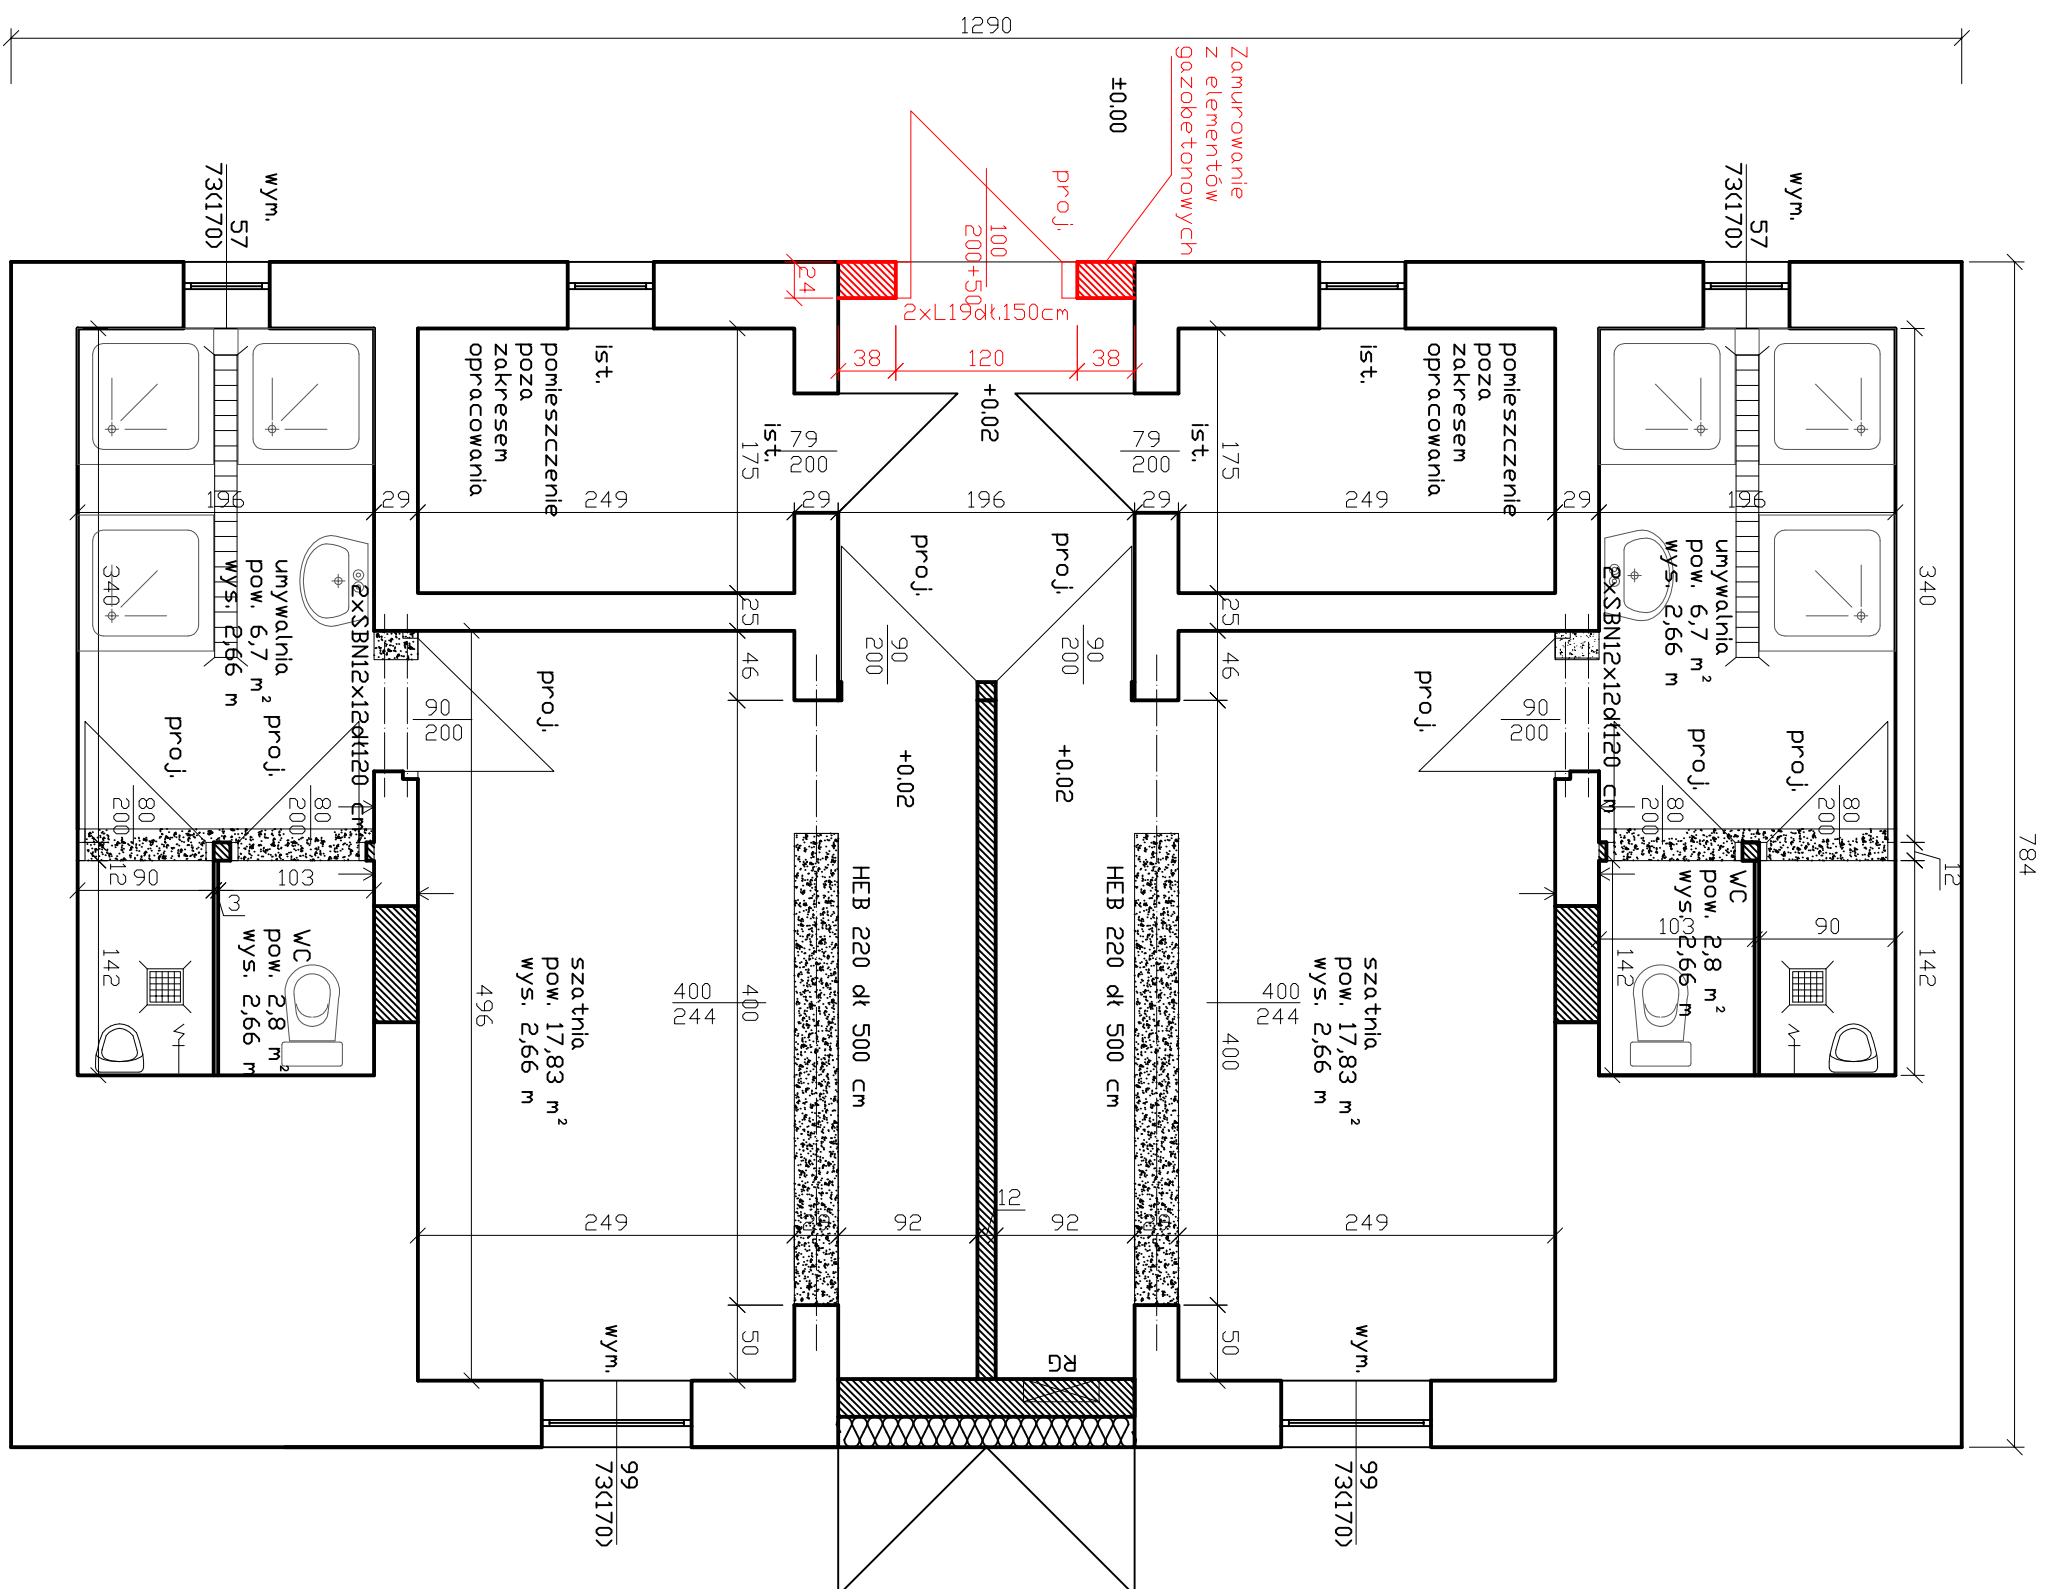 1290
Zamurowanie
z elementów
gazobetonowych
±0.00
proj.
100
200+50
2xL19dł.150cm
24
38
120
38
wym.
57
73(170)
wym.
57
73(170)
784
ist.
pomieszczenie
poza
zakresem
opracowania
ist.
pomieszczenie
poza
zakresem
opracowania
+0.02
ist.
79
200
ist.
79
200
175
175
196
29
249
29
196
29
249
29
196
340
340
umywalnia
pow. 6,7 m²
wys. 2,66 m
umywalnia
pow. 6,7 m²
wys. 2,66 m
2xSBN12x12dł120 cm
2xSBN12x12dł120 cm
proj.
proj.
90
200
90
200
25
46
25
46
proj.
90
200
proj.
90
200
proj.
proj.
80
200
80
200
proj.
proj.
80
200
80
200
+0.02
+0.02
12
90
103
3
142
WC
pow. 2,8 m²
wys. 2,66 m
12
WC
pow. 2,8 m²
wys. 2,66 m
103
90
142
142
HEB 220 dł 500 cm
HEB 220 dł 500 cm
szatnia
pow. 17,83 m²
wys. 2,66 m
szatnia
pow. 17,83 m²
wys. 2,66 m
496
400
244
400
400
244
400
12
249
92
92
249
50
50
wym.
99
73(170)
wym.
99
73(170)
RG